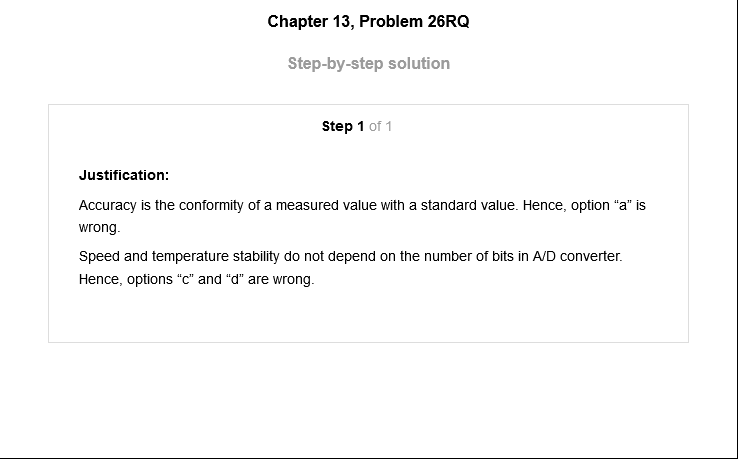 Chapter 13, Problem 26RQ
Step-by-step solution
Step 1 of 1
Justification:
Accuracy is the conformity of a measured value with a standard value. Hence, option “a” is
wrong.
Speed and temperature stability do not depend on the number of bits in A/D converter.
Hence, options “c” and “d” are wrong.